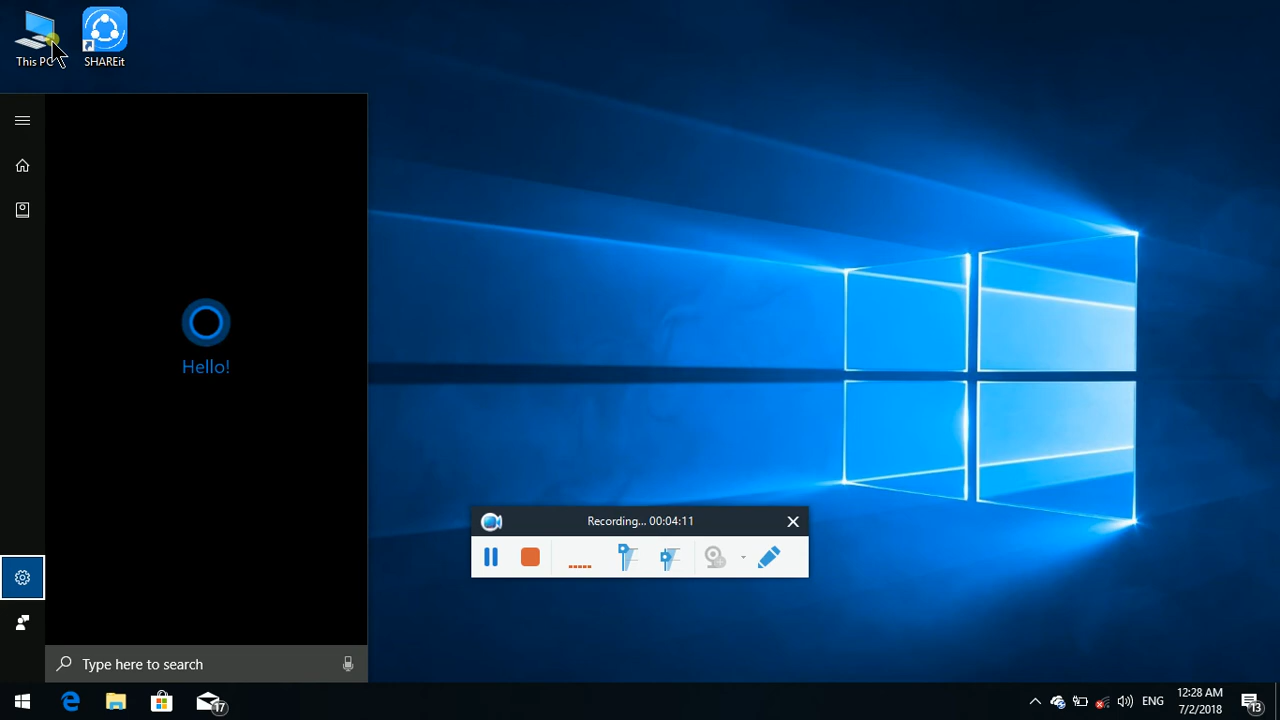 This PC
SHAREit
Hello!
Recording... 00:04:11
Type here to search
17
ENG
12:28 AM
7/2/2018
13